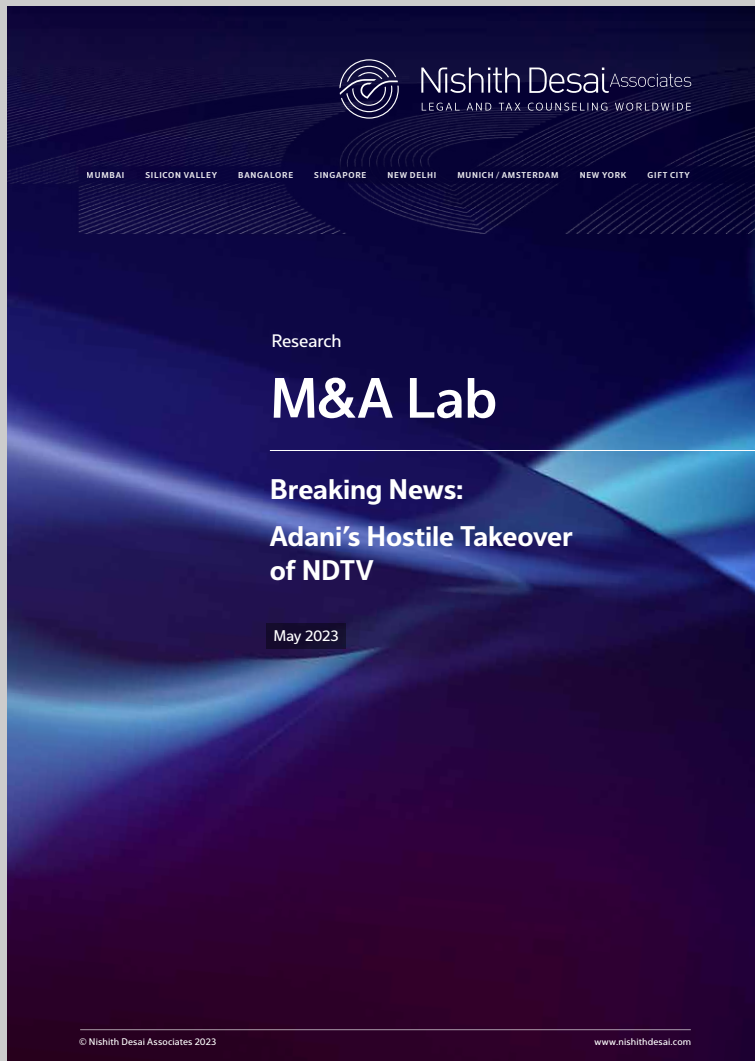 Nishith Desai Associates
LEGAL AND TAX COUNSELING WORLDWIDE
MUMBAI SILICON VALLEY BANGALORE SINGAPORE NEW DELHI MUNICH / AMSTERDAM NEW YORK GIFT CITY
Research
M&A Lab
Breaking News:
Adani’s Hostile Takeover
of NDTV
May 2023
© Nishith Desai Associates 2023 www.nishithdesai.com